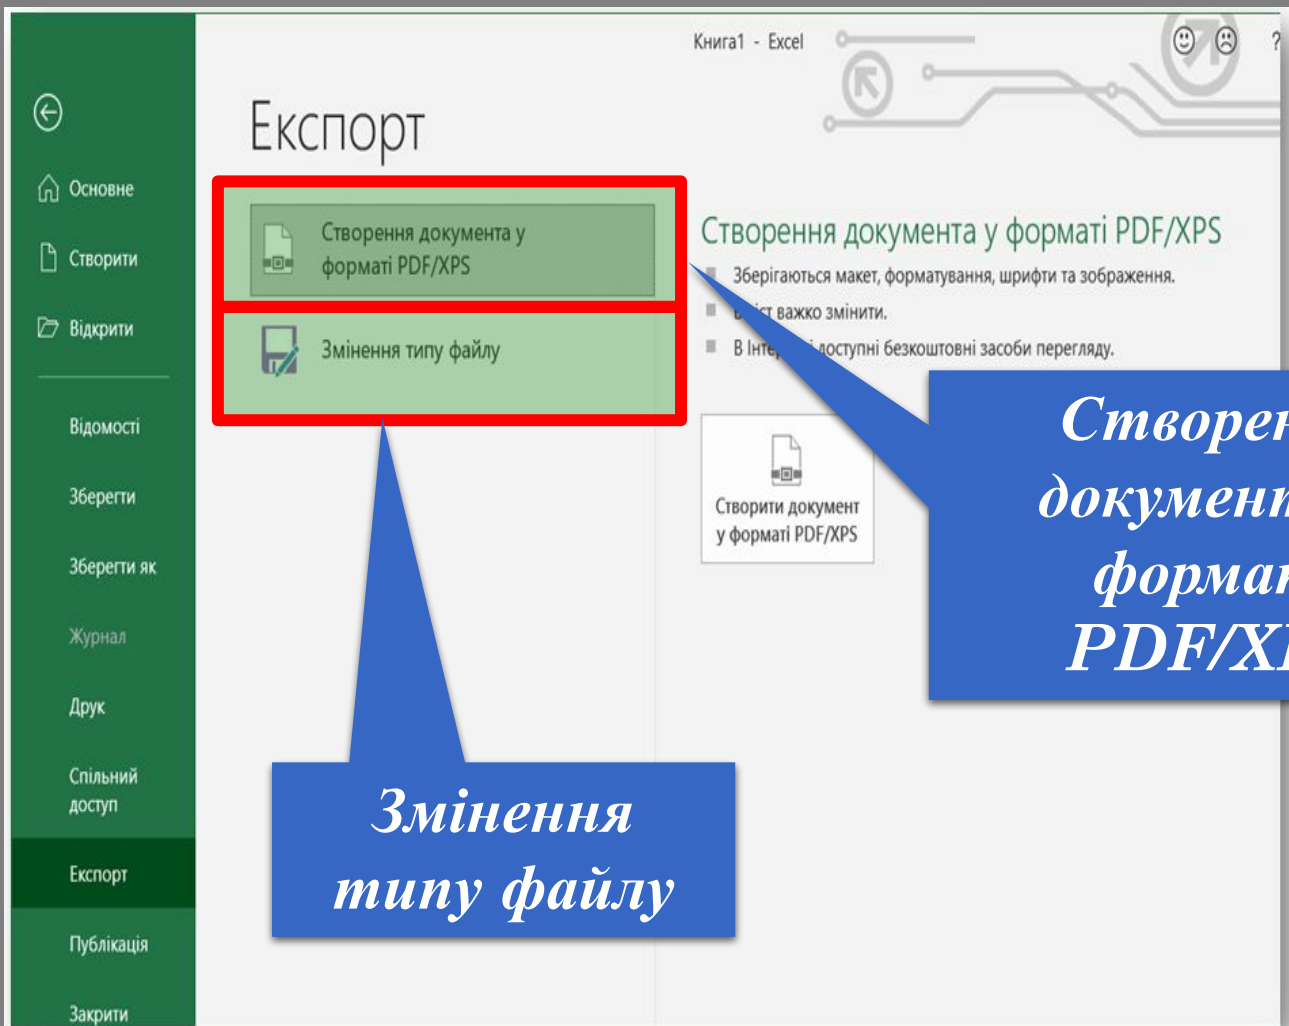 Книга1 - Excel
?
Експорт
Основне
Створити
Відкрити
Відомості
Зберегти
Зберегти як
Журнал
Друк
Спільний
доступ
Експорт
Публікація
Закрити
Створення документа у
форматі PDF/XPS
Змінення типу файлу
Створення документа у форматі PDF/XPS
Зберігаються макет, форматування, шрифти та зображення.
важко змінити.
В доступні безкоштовні засоби перегляду.
Створити документ
у форматі PDF/XPS
Змінення
типу файлу
PDF/